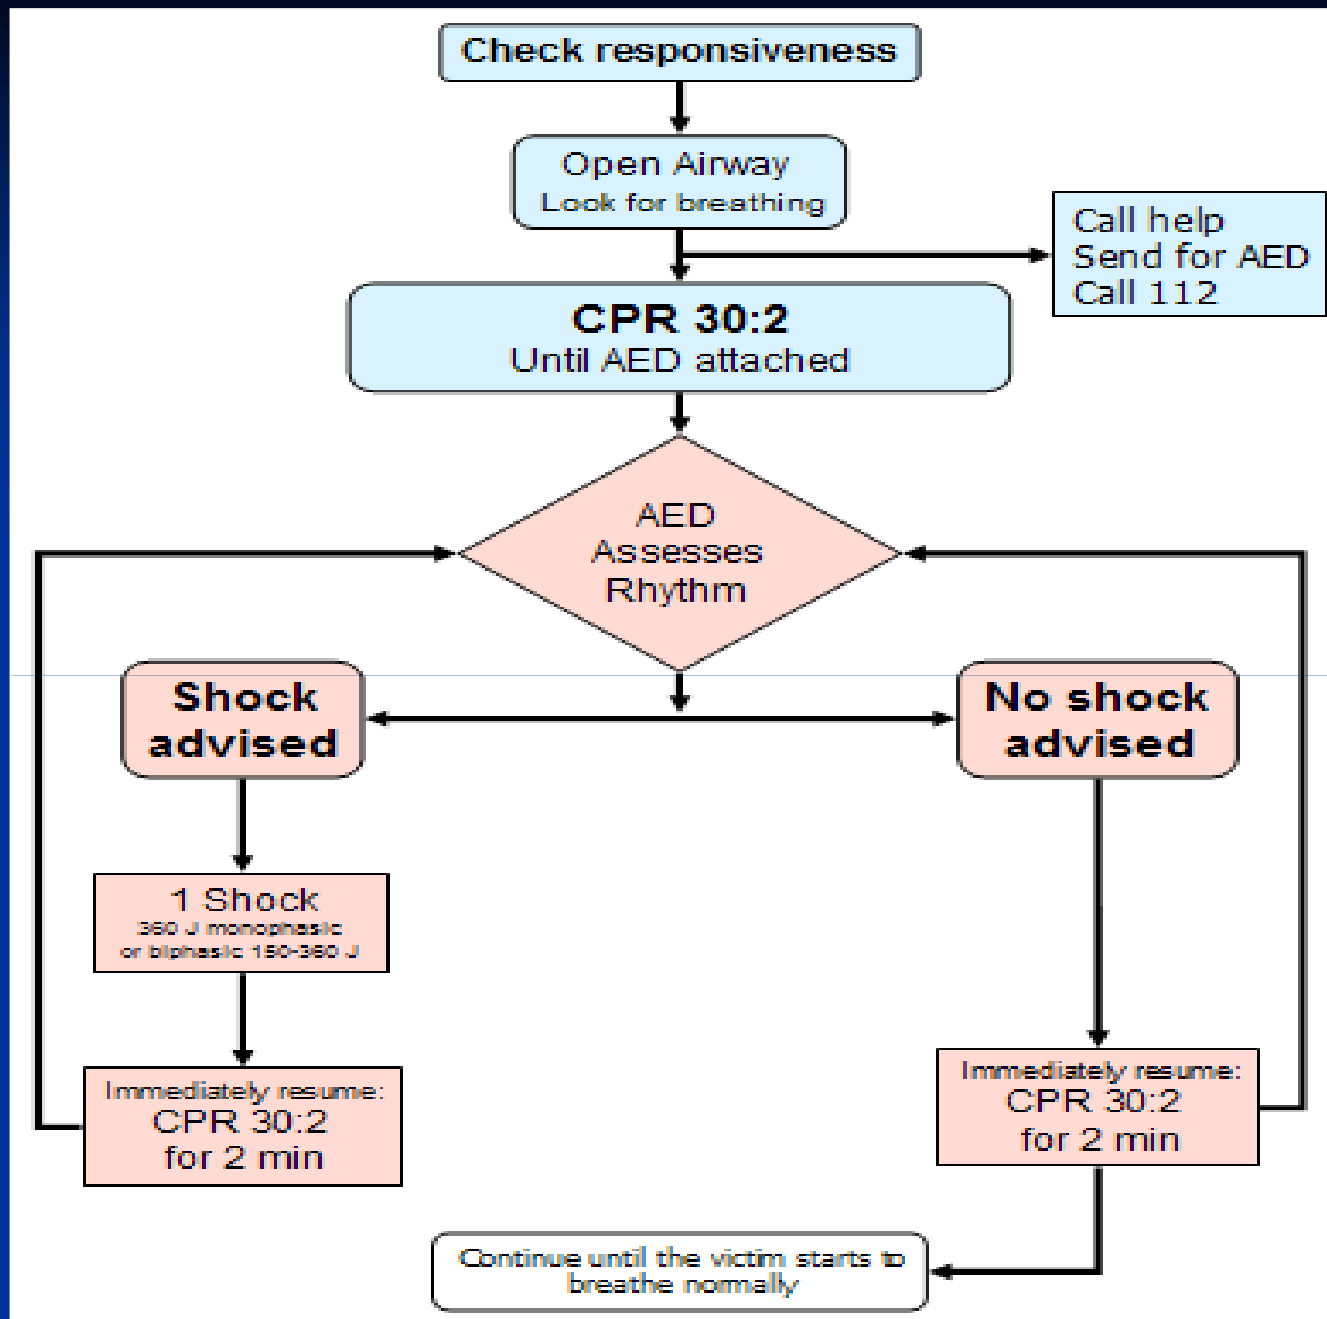 Check responsiveness
Open Airway
Look for breathing
Call help
Send for AED
Call 112
CPR 30:2
Until AED attached
AED
Assesses
Rhythm
Shock
advised
No shock
advised
1 Shock
360 J monophasic
or biphasic 150-360 J
Immediately resume:
CPR 30:2
for 2 min
Immediately resume:
CPR 30:2
for 2 min
Continue until the victim starts to
breathe normally